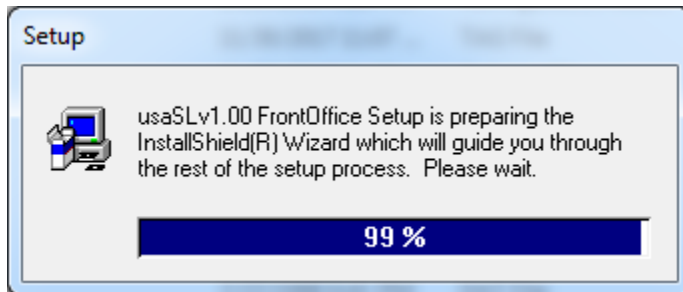 Setup
usaSLv1.00 FrontOffice Setup is preparing the
InstallShield(R) Wizard which will guide you through
the rest of the setup process.  Please wait.
99 %